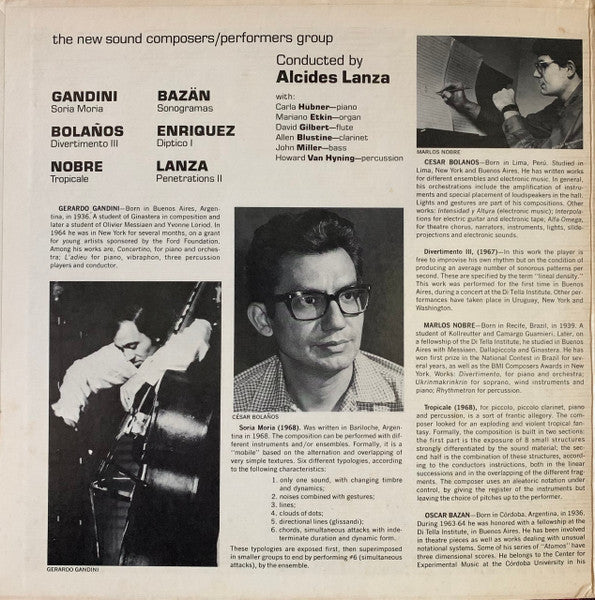 the new sound composers/performers group
Conducted by
Alcides Lanza
with:
Carla Hübner—piano
Mariano Etkin—organ
David Gilbert—flute
Allen Blustine—clarinet
John Miller—bass
Howard Van Hyning—percussion
GANDINI
Soria Moria
BOLAÑOS
Divertimento III
NOBRE
Tropicale
BAZÄN
Sonogramas
ENRIQUEZ
Diptico I
LANZA
Penetrations II
GERARDO GANDINI—Born in Buenos Aires, Argen-
tina, in 1936. A student of Ginastera in composition and
later a student of Olivier Messiaen and Yvonne Loriod. In
1964 he was in New York for several months, on a grant
for young artists sponsored by the Ford Foundation.
Among his works are, Concertino, for piano and orches-
tra; L'adieu for piano, vibraphon, three percussion
players and conductor.
GERARDO GANDINI
CÉSAR BOLAÑOS
Soria Moria (1968). Was written in Bariloche, Argen-
tina in 1968. The composition can be performed with dif-
ferent instruments and/or ensembles. Formally, it is a
"mobile" based on the alternation and overlapping of
very simple textures. Six different typologies, according
to the following characteristics:
1. only one sound, with changing timbre
and dynamics;
2. noises combined with gestures;
3. lines;
4. clouds of dots;
5. directional lines (glissandi);
6. chords, simultaneous attacks with inde-
terminate duration and dynamic form.
These typologies are exposed first, then superimposed
in smaller groups to end by performing #6 (simultaneous
attacks), by the ensemble.
MARLOS NOBRE
CESAR BOLANOS—Born in Lima, Perú. Studied in
Lima, New York and Buenos Aires. He has written works
for different ensembles and electronic music. In general,
his orchestrations include the amplification of instru-
ments and special placement of loudspeakers in the hall.
Lights and gestures are part of his compositions. Other
works: Intensidad y Altura (electronic music); Interpola-
tions for electric guitar and electronic tape; Alfa Omega,
for theatre chorus, narrators, instruments, lights, slide-
projections and electronic sounds.
Divertimento III, (1967)—In this work the player is
free to improvise his own rhythm but on the condition of
producing an average number of sonorous patterns per
second. These are specified by the term "lineal density."
This work was performed for the first time in Buenos
Aires, during a concert at the Di Tella Institute. Other per-
formances have taken place in Uruguay, New York and
Washington.
MARLOS NOBRE—Born in Recife, Brazil, in 1939. A
student of Kollreutter and Camargo Guarnieri. Later, on
a fellowship of the Di Tella Institute, he studied in Buenos
Aires with Messiaen, Dallapiccola and Ginastera. He has
won first prize in the National Contest in Brazil for sev-
eral years, as well as the BMI Composers Awards in New
York. Works: Divertimento, for piano and orchestra;
Ukrinmakrinkrin for soprano, wind instruments and
piano; Rhythmetron for percussion.
Tropicale (1968), for piccolo, piccolo clarinet, piano
and percussion, is a sort of frantic allegory. The com-
poser looked for an exploding and violent tropical fan-
tasy. Formally, the composition is built in two sections:
the first part is the exposure of 8 small structures
strongly differentiated by the sound material; the sec-
ond half is the combination of these structures, accord-
ing to the conductors instructions, both in the linear
successions and in the overlapping of the different frag-
ments. The composer uses an aleatoric notation under
control, by giving the register of the instruments but
leaving the choice of pitches up to the performer.
OSCAR BAZAN—Born in Córdoba, Argentina, in 1936.
During 1963-64 he was honored with a fellowship at the
Di Tella Institute, in Buenos Aires. He has been involved
in theatre pieces as well as works dealing with unusual
notational systems. Some of his series of "Atomos" have
three dimensional scores. He belongs to the Center for
Experimental Music at the Córdoba University in his